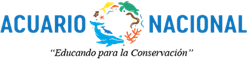 ACUARIO NACIONAL
“Educando para la Conservación”